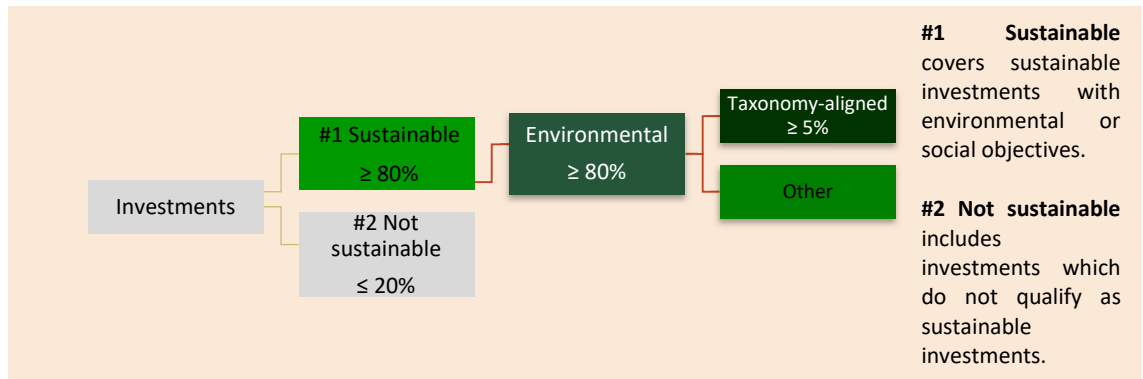 Investments
#1 Sustainable
≥ 80%
#2 Not
sustainable
≤ 20%
Environmental
≥ 80%
Taxonomy-aligned
≥ 5%
Other
#1 Sustainable
covers sustainable
investments with
environmental or
social objectives.
#2 Not sustainable
includes
investments which
do not qualify as
sustainable
investments.